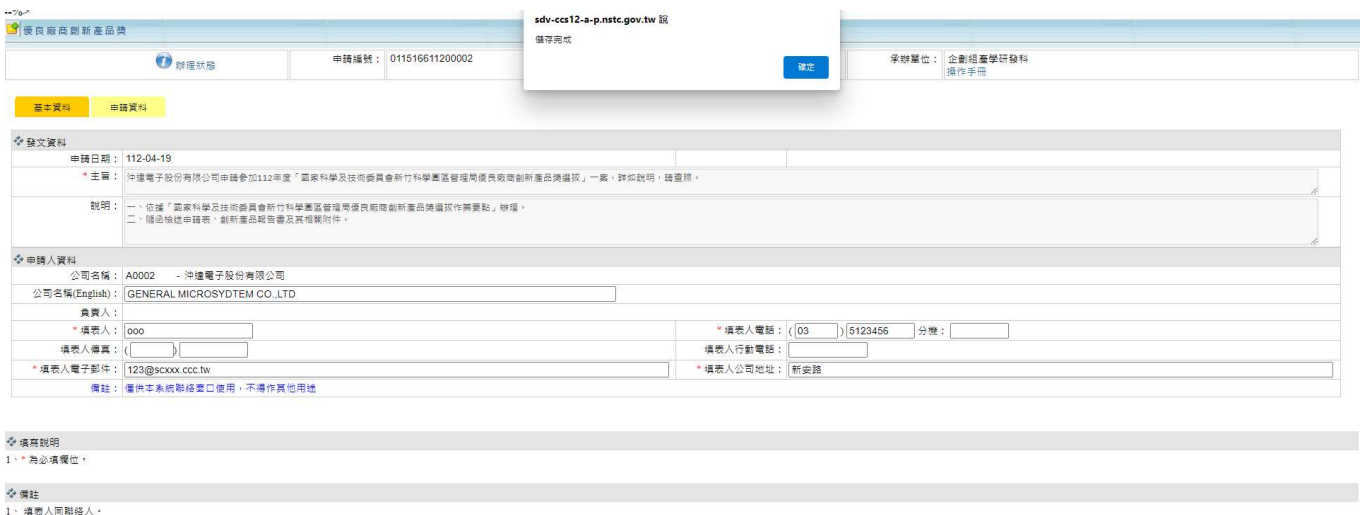 優良廠商創新產品獎
sdv-ccs12-a-p.nstc.gov.tw 說
儲存完成
確定
辦理狀態
申請編號： 011516611200002
承辦單位： 企劃組產學研發科
操作手冊
基本資料 申請資料
發文資料
申請日期： 112-04-19
*主旨： 沖達電子股份有限公司申請參加112年度「國家科學及技術委員會新竹科學園區管理局優良廠商創新產品獎選拔」一案，詳如說明，請查照。
說明： 一、依據「國家科學及技術委員會新竹科學園區管理局優良廠商創新產品獎選拔作業要點」辦理。
二、隨函檢送申請表、創新產品報告書及其相關附件。
申請人資料
公司名稱： A0002 - 沖達電子股份有限公司
公司名稱(English)： GENERAL MICROSYDTEM CO.,LTD
負責人：
*填表人： ooo *填表人電話： (03)5123456 分機：
填表人傳真： ( ) 填表人行動電話：
*填表人電子郵件： 123@scxxx.ccc.tw *填表人公司地址： 新安路
備註： 僅供本系統聯絡窗口使用，不得作其他用途
填寫說明
1、* 為必填欄位。
備註
1、 填表人同聯絡人。